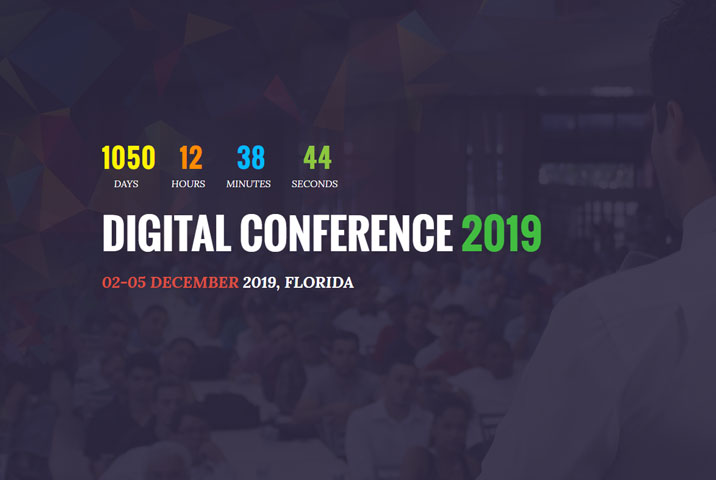 1050 12 38 44
DAYS HOURS MINUTES SECONDS
DIGITAL CONFERENCE 2019
02-05 DECEMBER 2019, FLORIDA